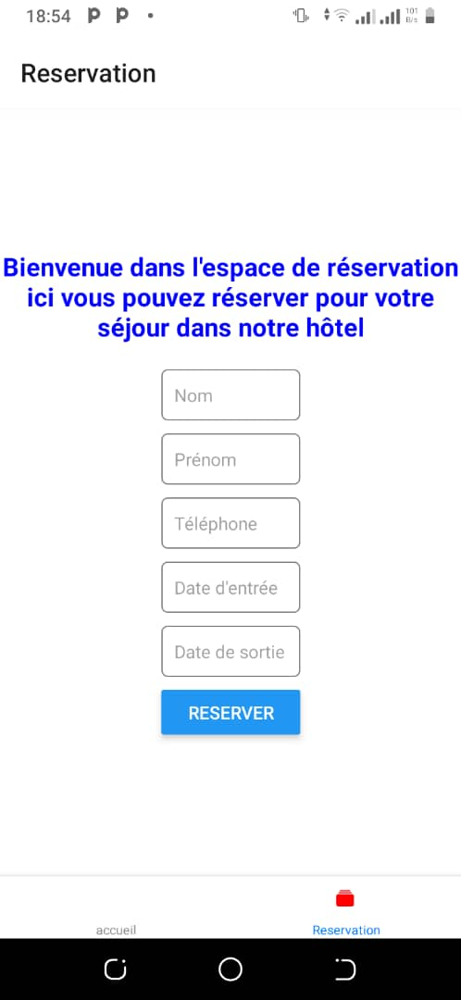 18:54 P P 101 B/s
Reservation
Bienvenue dans l'espace de réservation
ici vous pouvez réserver pour votre
séjour dans notre hôtel
Nom
Prénom
Téléphone
Date d'entrée
Date de sortie
RESERVER
accueil
Reservation